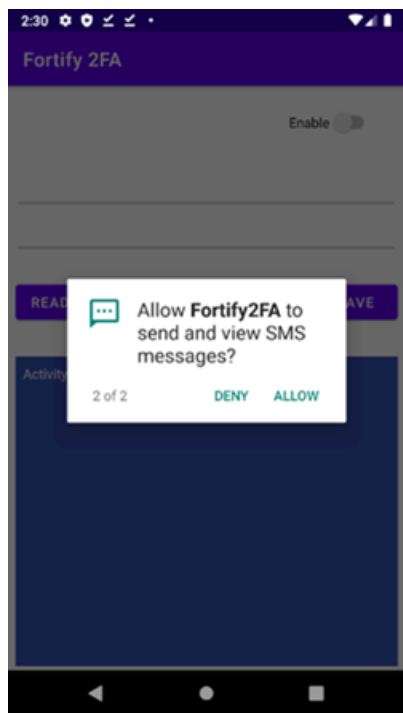 2:30
Fortify 2FA
Enable
READ
AVE
Allow Fortify2FA to
send and view SMS
messages?
Activity
2 of 2
DENY
ALLOW